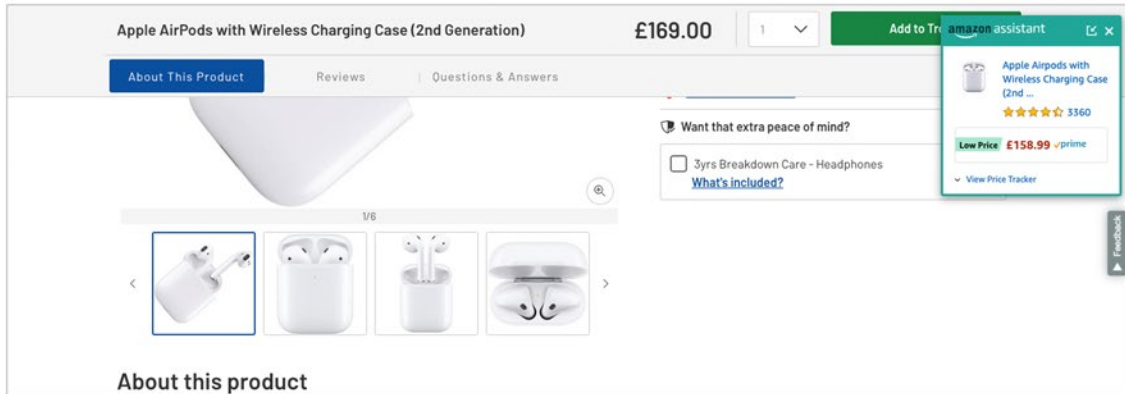 Apple AirPods with Wireless Charging Case (2nd Generation)
£169.00
1
Add to Tro
About This Product
Reviews
Questions & Answers
amazon assistant
Apple Airpods with
Wireless Charging Case
(2nd ...
3360
Low Price £158.99 prime
View Price Tracker
Want that extra peace of mind?
3yrs Breakdown Care - Headphones
What's included?
1/6
Feedback
About this product